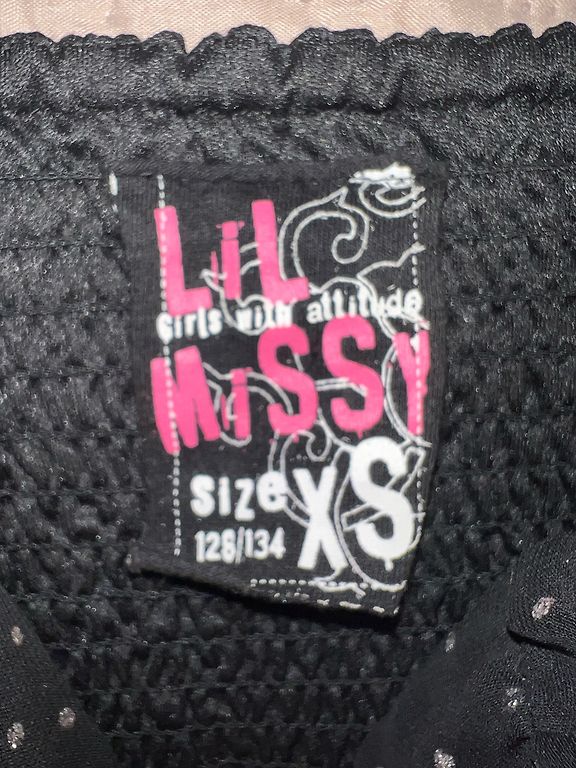 LiL
Girls with attitude
MiSSY
Size XS
128/134